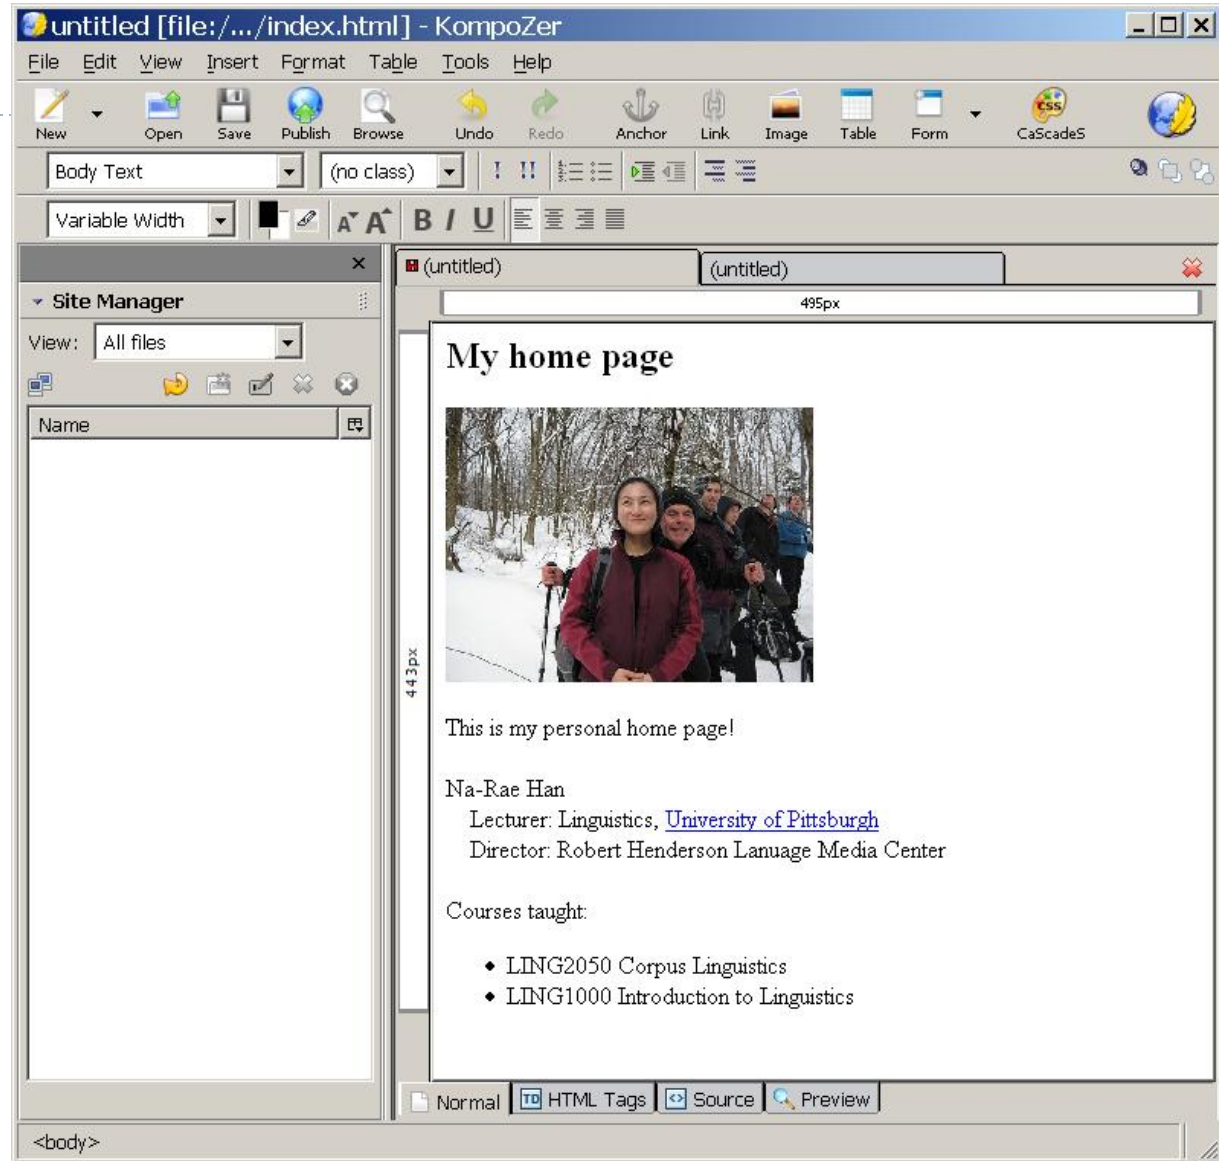 untitled [file:/.../index.html] - KompoZer
File Edit View Insert Format Table Tools Help
New Open Save Publish Browse Undo Redo Anchor Link Image Table Form CaScadeS
Body Text (no class) ! !!
Variable Width A A B I U
(untitled) (untitled)
Site Manager
495px
View: All files
Name
443px
My home page
This is my personal home page!
Na-Rae Han
Lecturer: Linguistics, University of Pittsburgh
Director: Robert Henderson Lanuage Media Center
Courses taught:
• LING2050 Corpus Linguistics
• LING1000 Introduction to Linguistics
Normal TD HTML Tags Source Preview
<body>